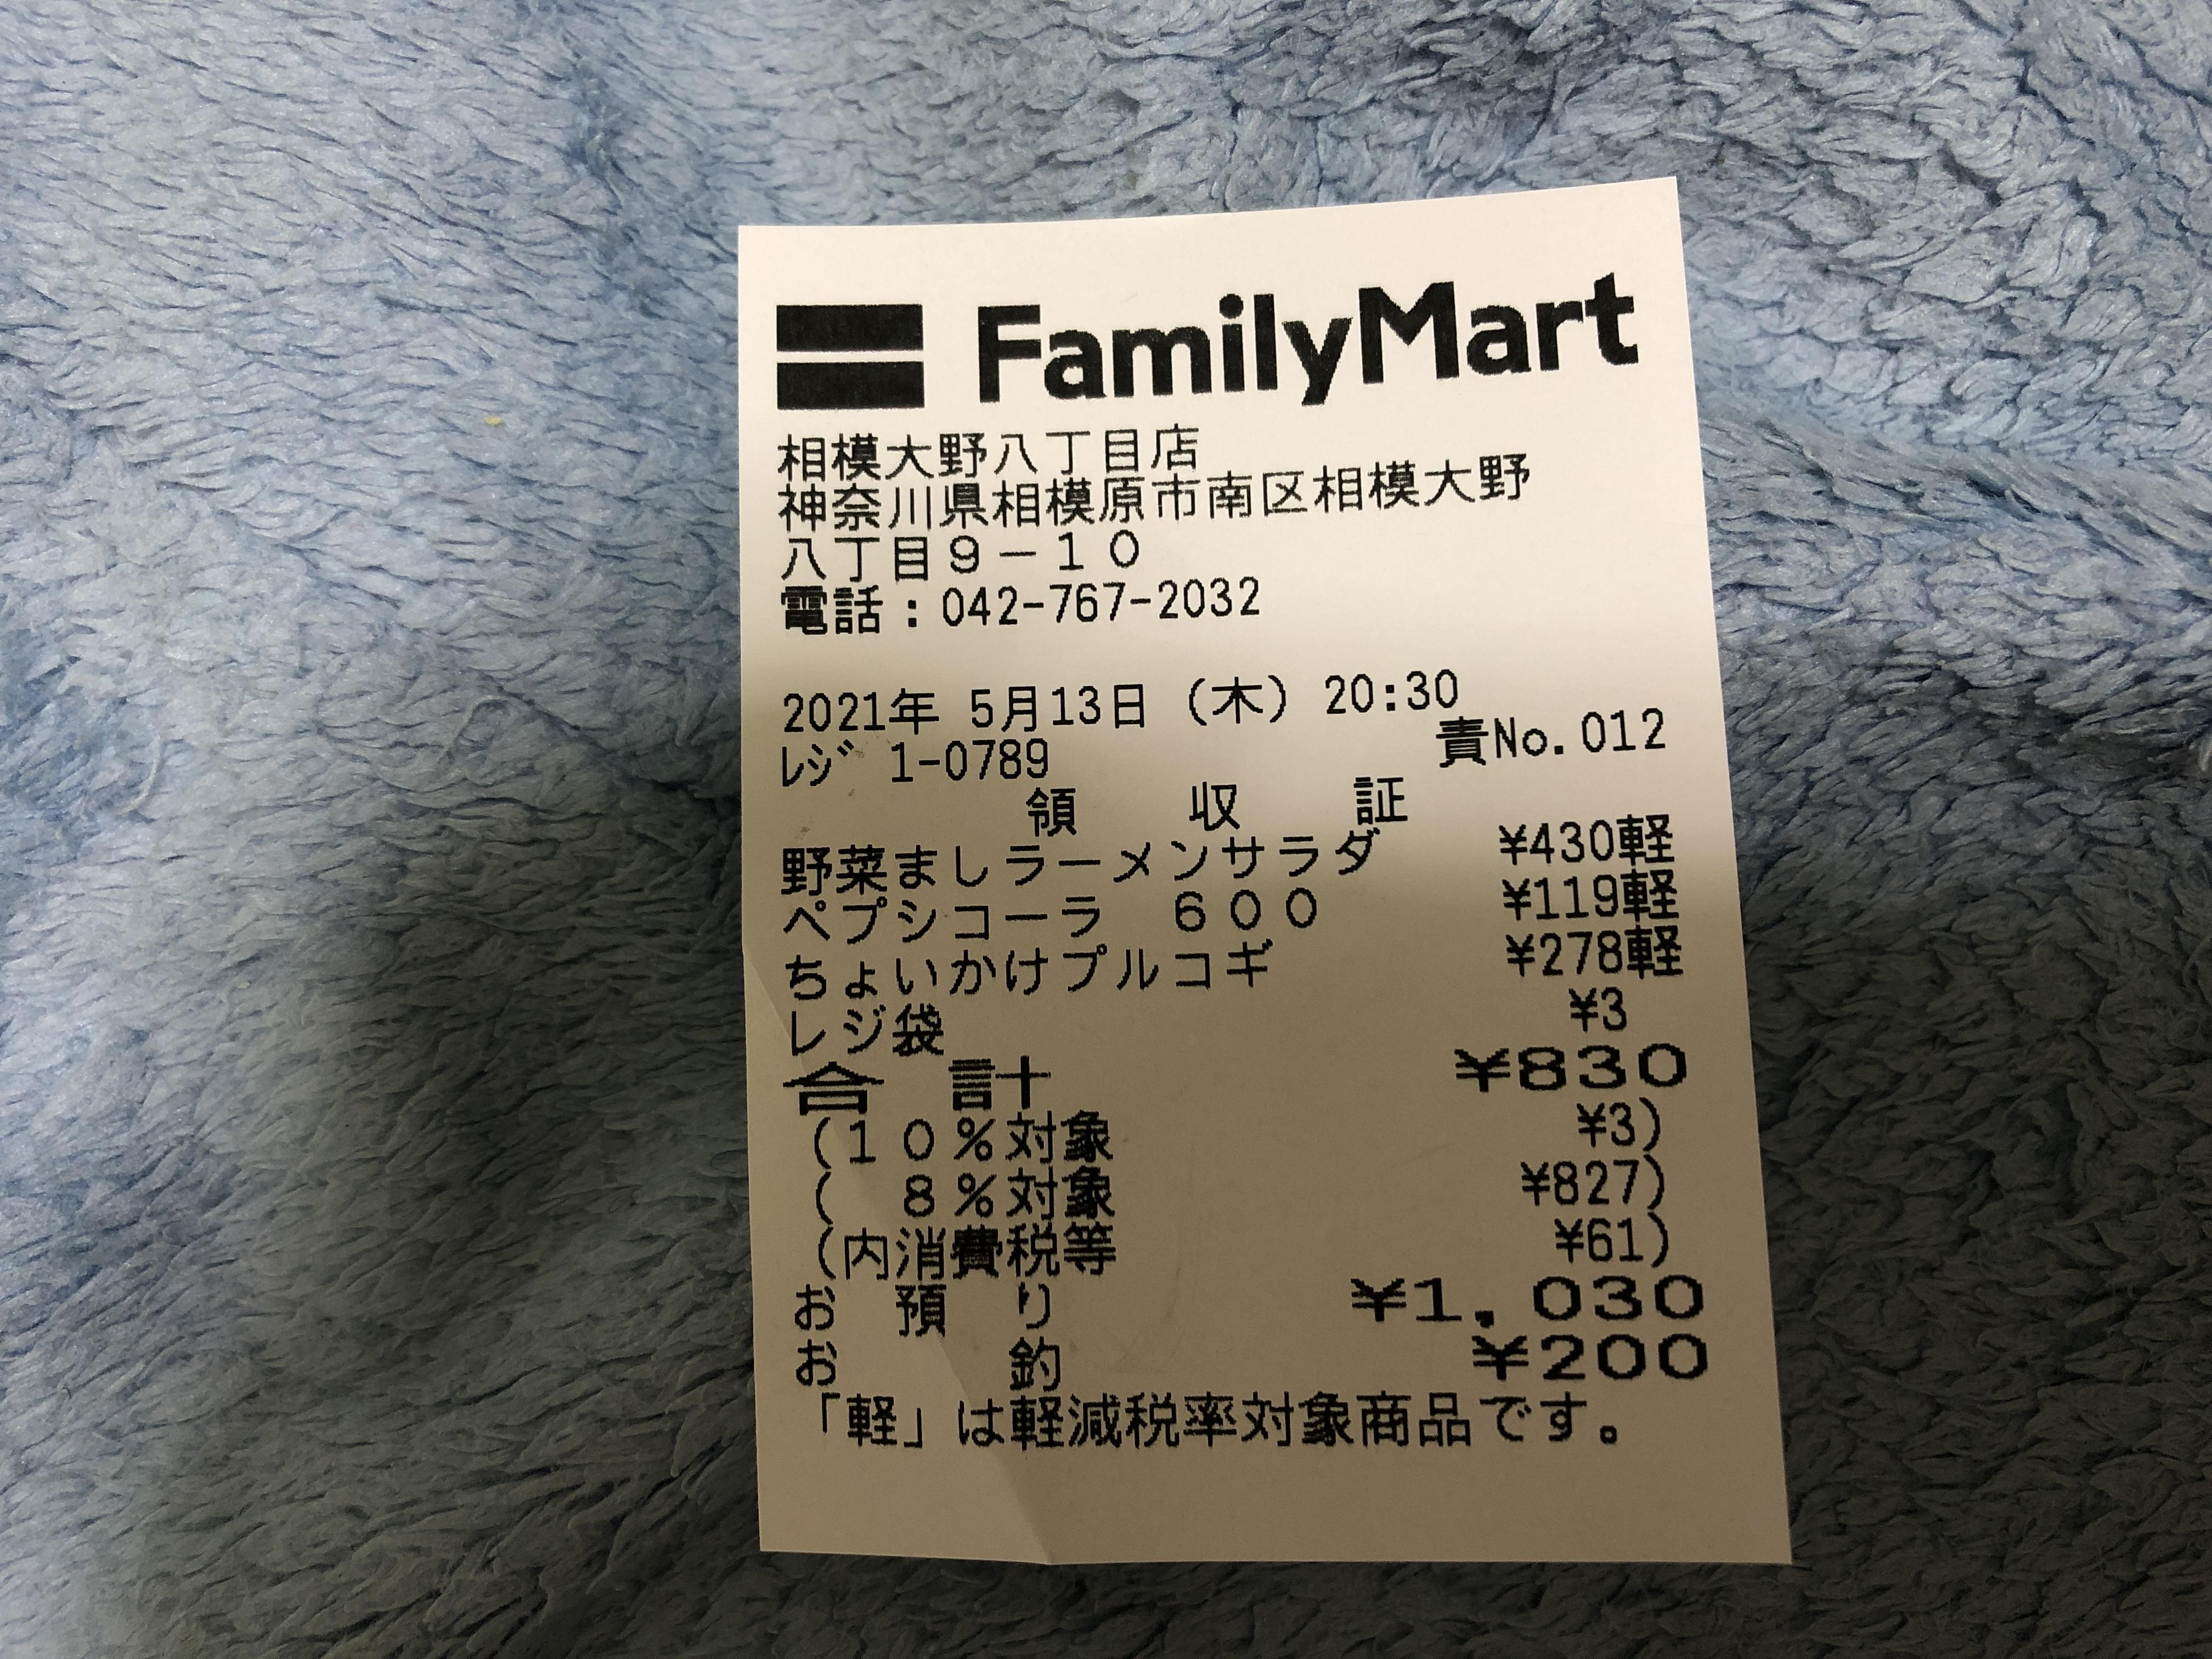 FamilyMart
相模大野八丁目店
神奈川県相模原市南区相模大野
八丁目9－10
電話：042-767-2032
2021年 5月13日（木）20:30
ﾚｼﾞ 1-0789 責No.012
領 収 証
野菜ましラーメンサラダ ¥430軽
ペプシコーラ 600 ¥119軽
ちょいかけプルコギ ¥278軽
レジ袋 ¥3
合 計 ¥830
(10%対象 ¥3)
( 8%対象 ¥827)
(内消費税等 ¥61)
お 預 り ¥1,030
お 釣 ¥200
「軽」は軽減税率対象商品です。